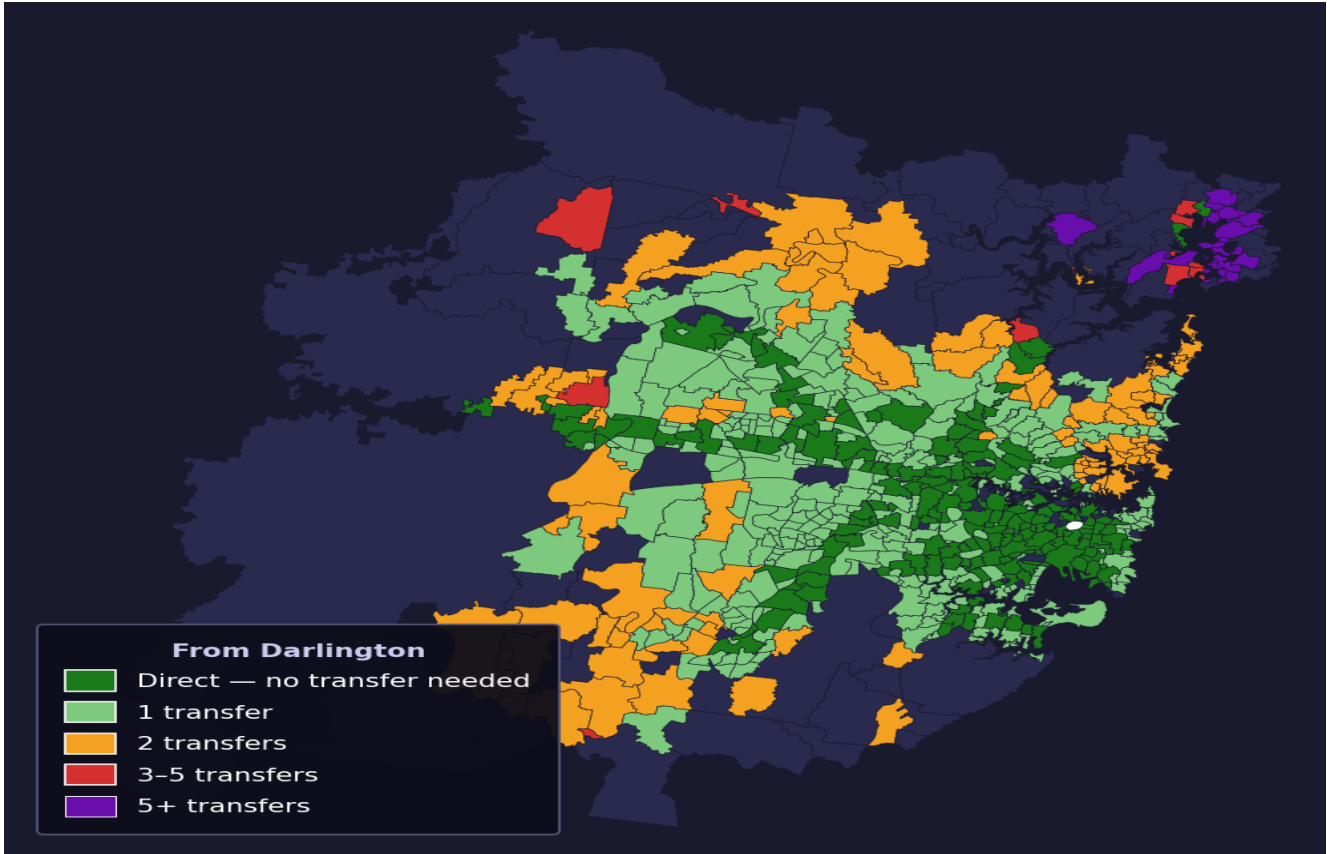 From Darlington
Direct — no transfer needed
1 transfer
2 transfers
3–5 transfers
5+ transfers